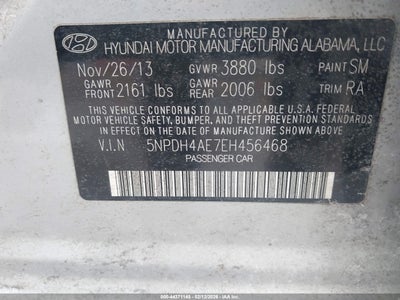 MANUFACTURED BY
HYUNDAI MOTOR MANUFACTURING ALABAMA, LLC
Nov/26/13 GVWR 3880 lbs PAINT SM
GAWR FRONT 2161 lbs GAWR REAR 2006 lbs TRIM RA
THIS VEHICLE CONFORMS TO ALL APPLICABLE U.S. FEDERAL
MOTOR VEHICLE SAFETY, BUMPER, AND THEFT PREVENTION STANDARDS
IN EFFECT ON THE DATE OF MANUFACTURE SHOWN ABOVE.
V.I.N 5NPDH4AE7EH456468
PASSENGER CAR